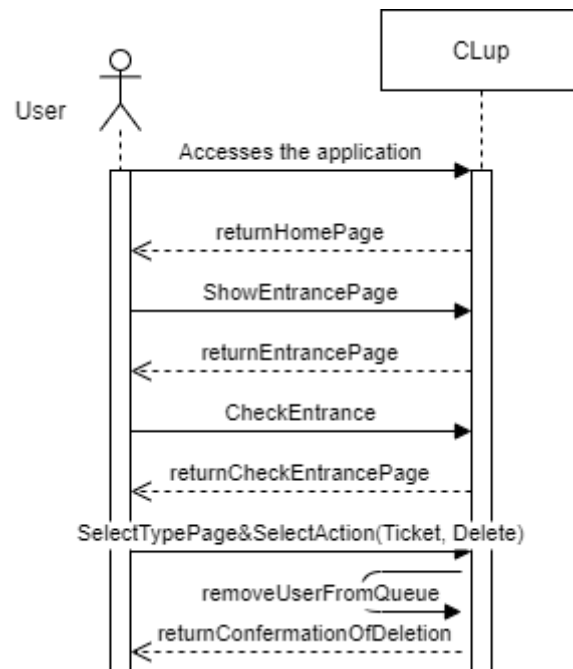 CLup
User
Accesses the application
returnHomePage
ShowEntrancePage
returnEntrancePage
CheckEntrance
returnCheckEntrancePage
SelectTypePage&SelectAction(Ticket, Delete)
removeUserFromQueue
returnConfermationOfDeletion